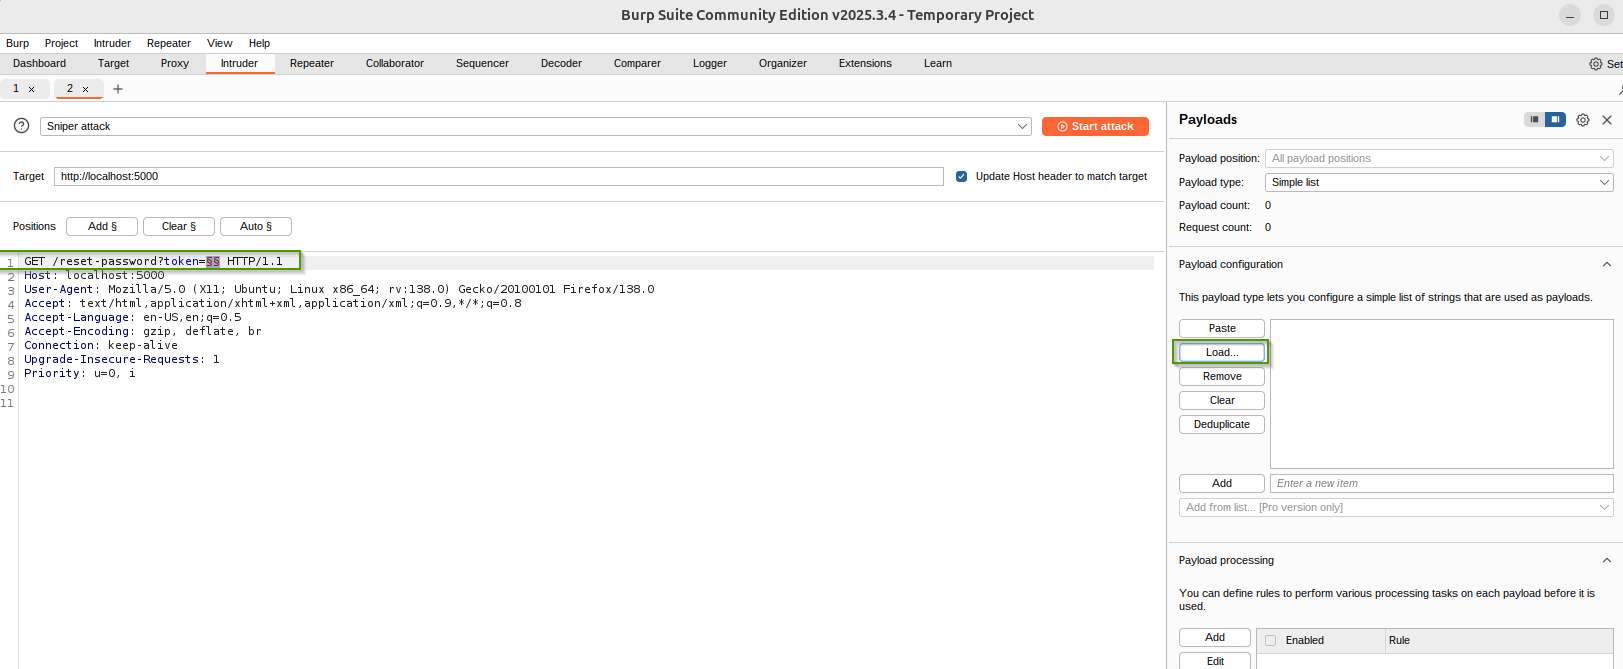 Burp Suite Community Edition v2025.3.4 - Temporary Project
Burp Project Intruder Repeater View Help
Dashboard Target Proxy Intruder Repeater Collaborator Sequencer Decoder Comparer Logger Organizer Extensions Learn Set
1 × 2 × +
Sniper attack Start attack
Target http://localhost:5000 Update Host header to match target
Positions Add § Clear § Auto §
1 GET /reset-password?token=§§ HTTP/1.1
2 Host: localhost:5000
3 User-Agent: Mozilla/5.0 (X11; Ubuntu; Linux x86_64; rv:138.0) Gecko/20100101 Firefox/138.0
4 Accept: text/html,application/xhtml+xml,application/xml;q=0.9,*/*;q=0.8
5 Accept-Language: en-US,en;q=0.5
6 Accept-Encoding: gzip, deflate, br
7 Connection: keep-alive
8 Upgrade-Insecure-Requests: 1
9 Priority: u=0, i
10
11
Payloads
Payload position: All payload positions
Payload type: Simple list
Payload count: 0
Request count: 0
Payload configuration
This payload type lets you configure a simple list of strings that are used as payloads.
Paste
Load...
Remove
Clear
Deduplicate
Add Enter a new item
Add from list... [Pro version only]
Payload processing
You can define rules to perform various processing tasks on each payload before it is
used.
Add Enabled Rule
Edit